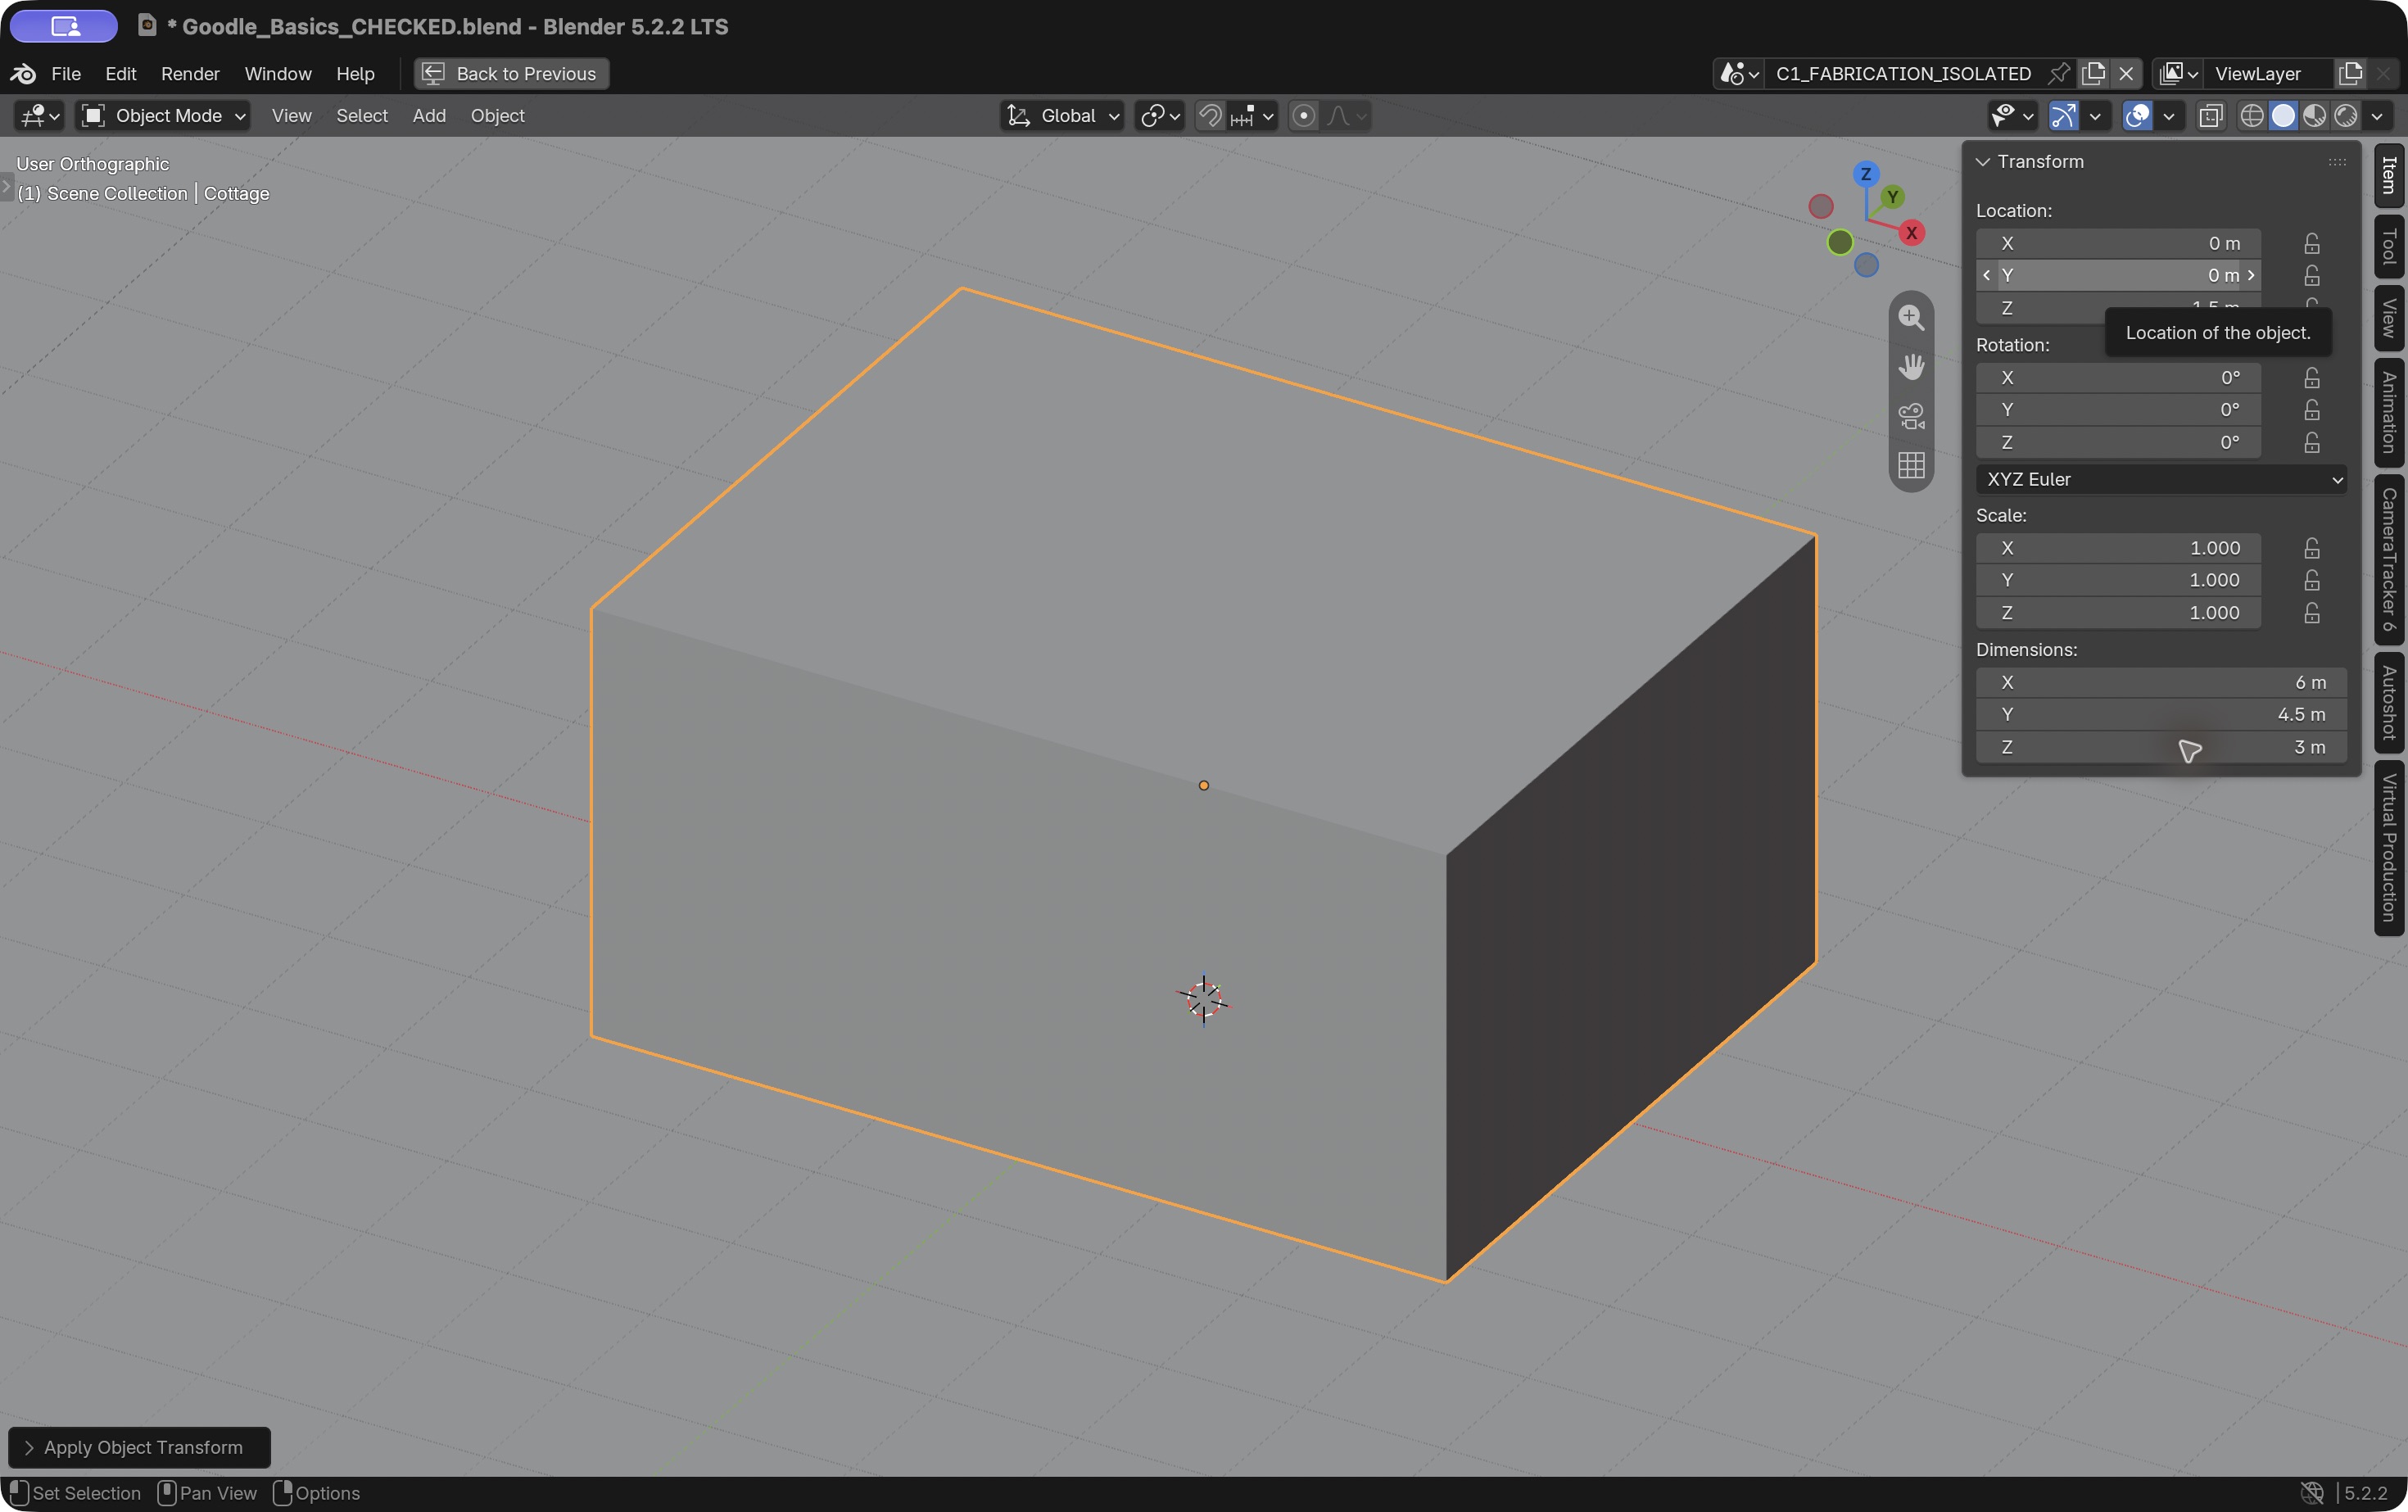 * Goodle_Basics_CHECKED.blend - Blender 5.2.2 LTS
File Edit Render Window Help Back to Previous C1_FABRICATION_ISOLATED ViewLayer
Object Mode View Select Add Object Global
User Orthographic
(1) Scene Collection | Cottage
Z
Y
X
Transform
Location:
X 0 m
Y 0 m
Z 1.5 m
Location of the object.
Rotation:
X 0°
Y 0°
Z 0°
XYZ Euler
Scale:
X 1.000
Y 1.000
Z 1.000
Dimensions:
X 6 m
Y 4.5 m
Z 3 m
Item
Tool
View
Animation
CameraTracker 6
Autoshot
Virtual Production
Apply Object Transform
Set Selection Pan View Options 5.2.2